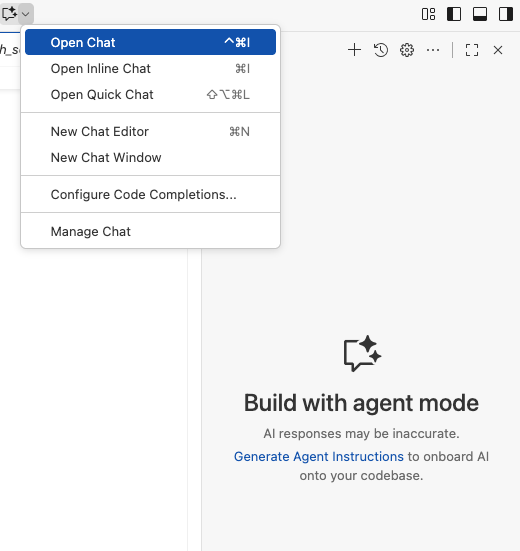 Open Chat ^⌘I
Open Inline Chat ⌘I
Open Quick Chat ⇧⌥⌘L
New Chat Editor ⌘N
New Chat Window
Configure Code Completions...
Manage Chat
Build with agent mode
AI responses may be inaccurate.
Generate Agent Instructions to onboard AI
onto your codebase.